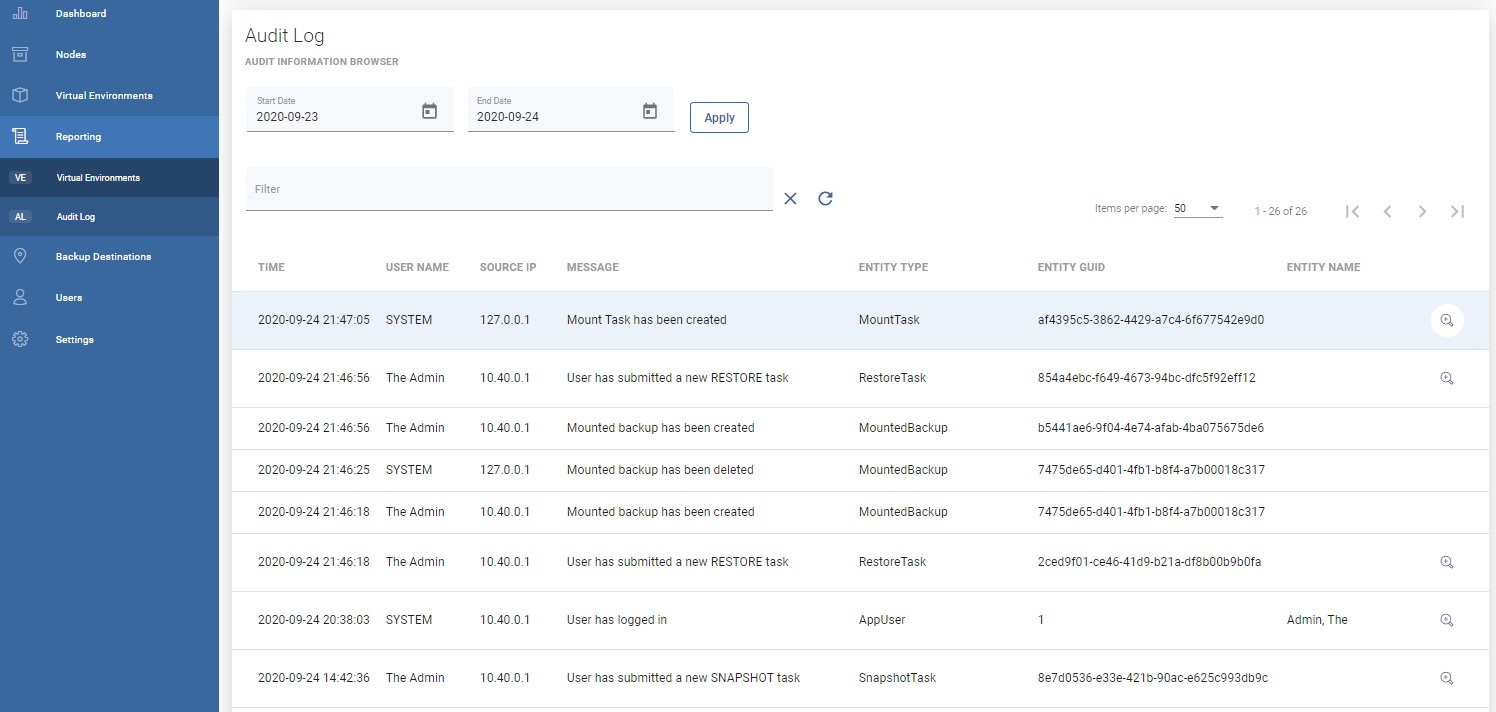 Dashboard
Nodes
Virtual Environments
Reporting
VE Virtual Environments
AL Audit Log
Backup Destinations
Users
Settings
Audit Log
AUDIT INFORMATION BROWSER
Start Date
2020-09-23
End Date
2020-09-24
Apply
Filter
Items per page: 50 1 - 26 of 26
TIME USER NAME SOURCE IP MESSAGE ENTITY TYPE ENTITY GUID ENTITY NAME
2020-09-24 21:47:05 SYSTEM 127.0.0.1 Mount Task has been created MountTask af4395c5-3862-4429-a7c4-6f677542e9d0
2020-09-24 21:46:56 The Admin 10.40.0.1 User has submitted a new RESTORE task RestoreTask 854a4ebc-f649-4673-94bc-dfc5f92eff12
2020-09-24 21:46:56 The Admin 10.40.0.1 Mounted backup has been created MountedBackup b5441ae6-9f04-4e74-afab-4ba075675de6
2020-09-24 21:46:25 SYSTEM 127.0.0.1 Mounted backup has been deleted MountedBackup 7475de65-d401-4fb1-b8f4-a7b00018c317
2020-09-24 21:46:18 The Admin 10.40.0.1 Mounted backup has been created MountedBackup 7475de65-d401-4fb1-b8f4-a7b00018c317
2020-09-24 21:46:18 The Admin 10.40.0.1 User has submitted a new RESTORE task RestoreTask 2ced9f01-ce46-41d9-b21a-df8b00b9b0fa
2020-09-24 20:38:03 SYSTEM 10.40.0.1 User has logged in AppUser 1 Admin, The
2020-09-24 14:42:36 The Admin 10.40.0.1 User has submitted a new SNAPSHOT task SnapshotTask 8e7d0536-e33e-421b-90ac-e625c993db9c